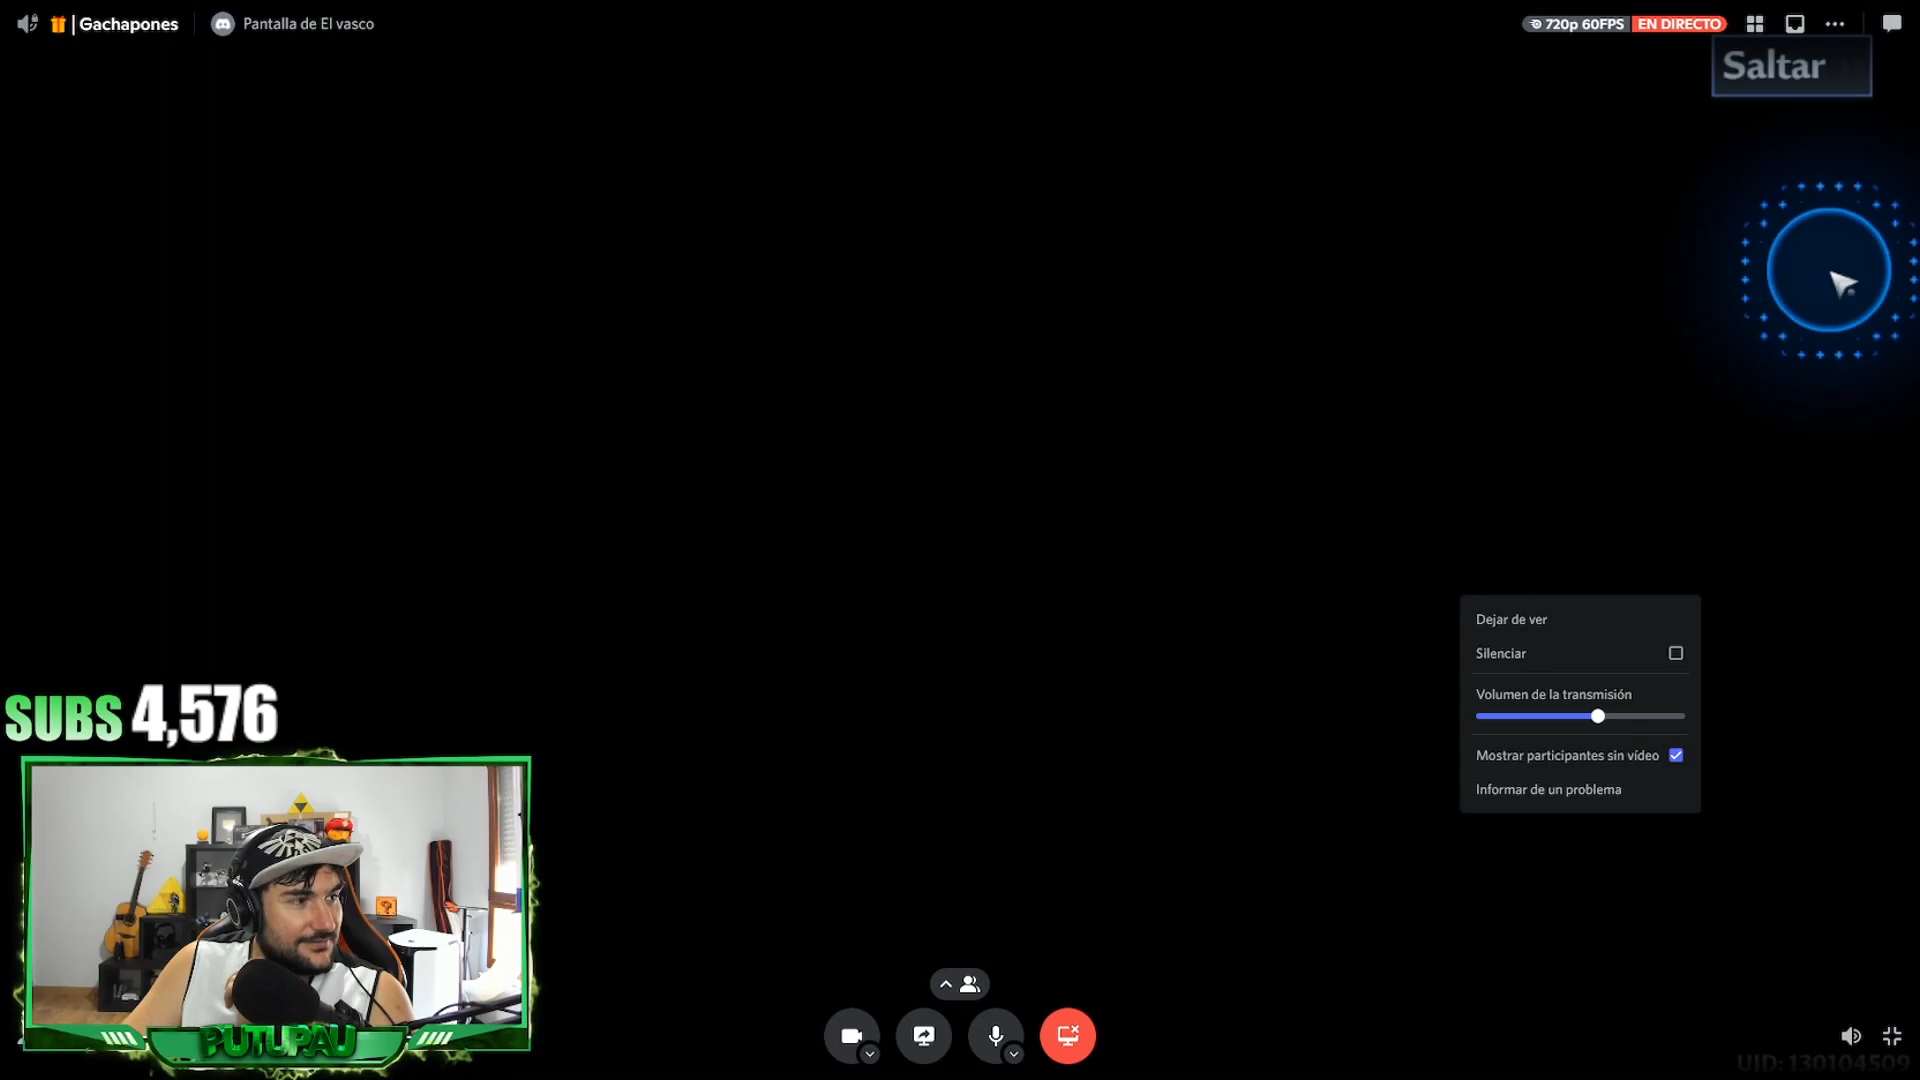 Gachapones
Pantalla de El vasco
720p 60FPS
EN DIRECTO
Saltar
Dejar de ver
Silenciar
Volumen de la transmisión
Mostrar participantes sin vídeo
Informar de un problema
SUBS 4,576
PUTUPAU
UID: 130104509